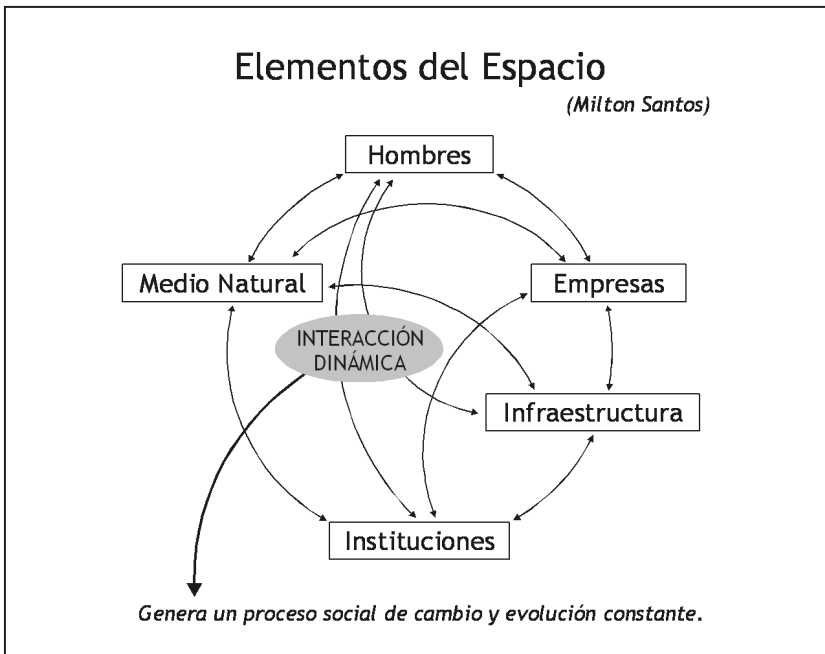 Elementos del Espacio
(Milton Santos)
Hombres
Medio Natural
Empresas
INTERACCIÓN
DINÁMICA
Infraestructura
Instituciones
Genera un proceso social de cambio y evolución constante.